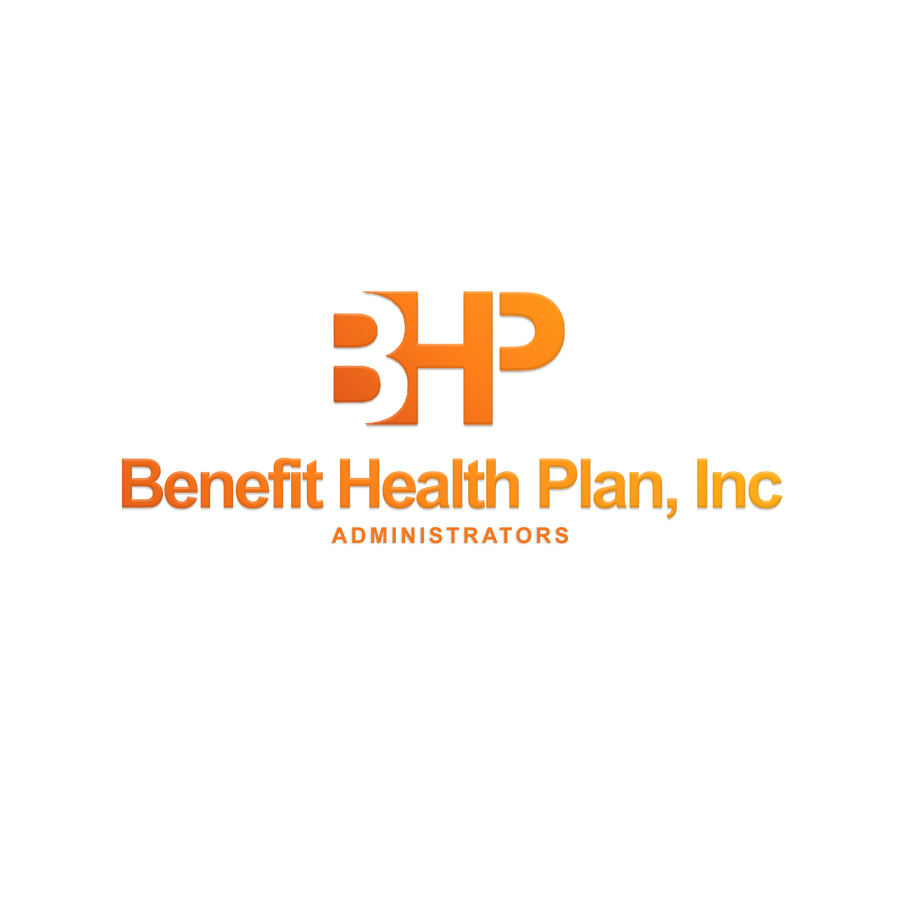 BHP
Benefit Health Plan, Inc
ADMINISTRATORS